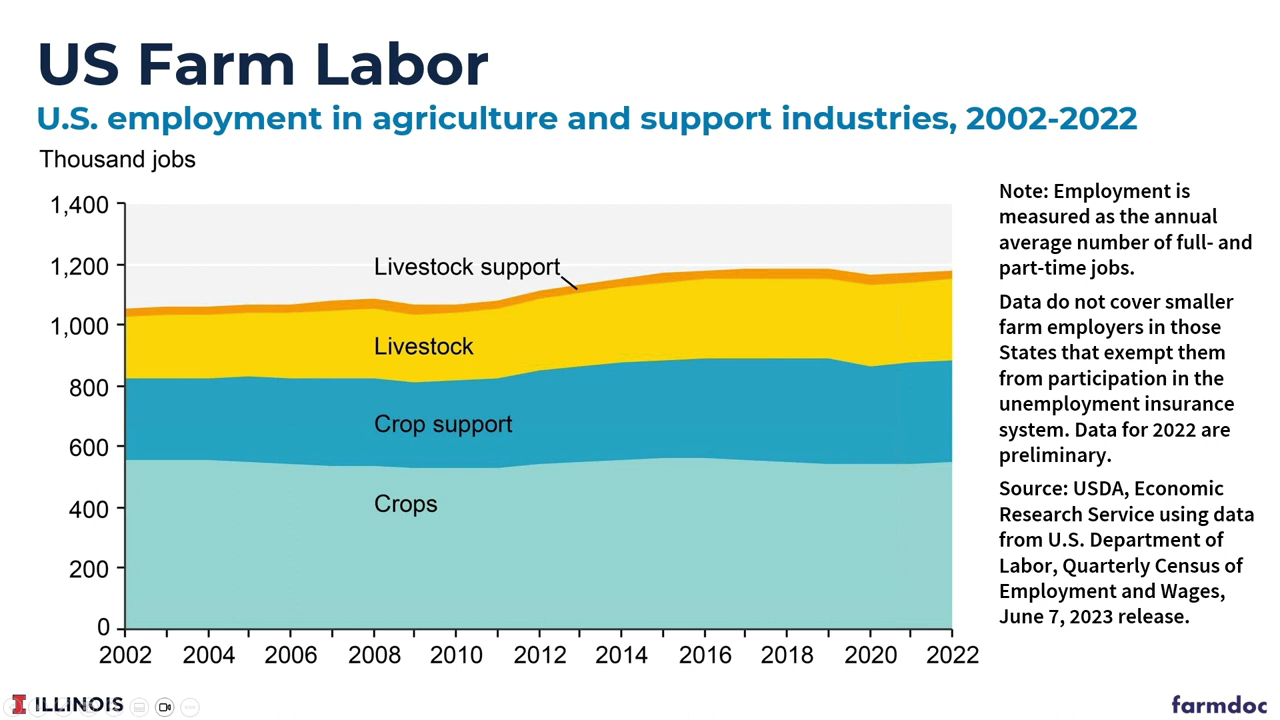 US Farm Labor
U.S. employment in agriculture and support industries, 2002-2022
Thousand jobs
1,400
1,200
1,000
800
600
400
200
0
Livestock support
Livestock
Crop support
Crops
2002 2004 2006 2008 2010 2012 2014 2016 2018 2020 2022
Note: Employment is
measured as the annual
average number of full- and
part-time jobs.
Data do not cover smaller
farm employers in those
States that exempt them
from participation in the
unemployment insurance
system. Data for 2022 are
preliminary.
Source: USDA, Economic
Research Service using data
from U.S. Department of
Labor, Quarterly Census of
Employment and Wages,
June 7, 2023 release.
I ILLINOIS
farmdoc